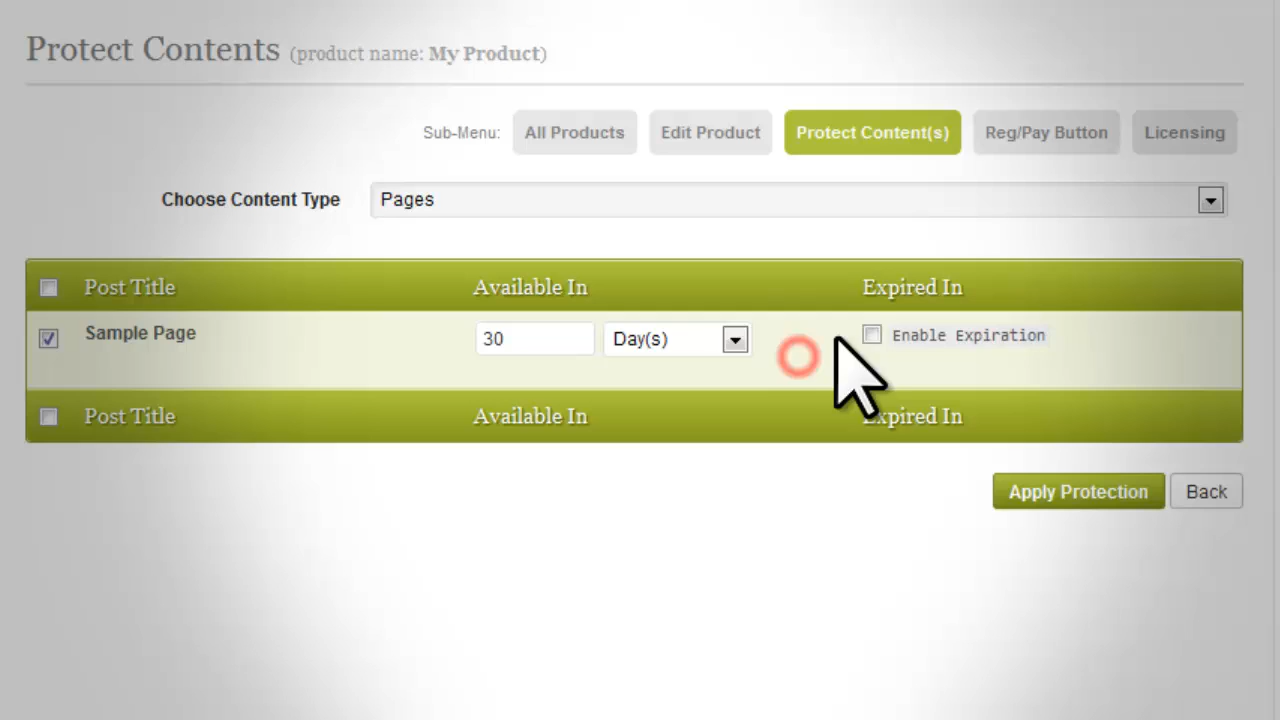 Protect Contents (product name: My Product)
Sub-Menu: All Products Edit Product Protect Content(s) Reg/Pay Button Licensing
Choose Content Type Pages
Post Title Available In Expired In
Sample Page 30 Day(s) Enable Expiration
Post Title Available In Expired In
Apply Protection Back